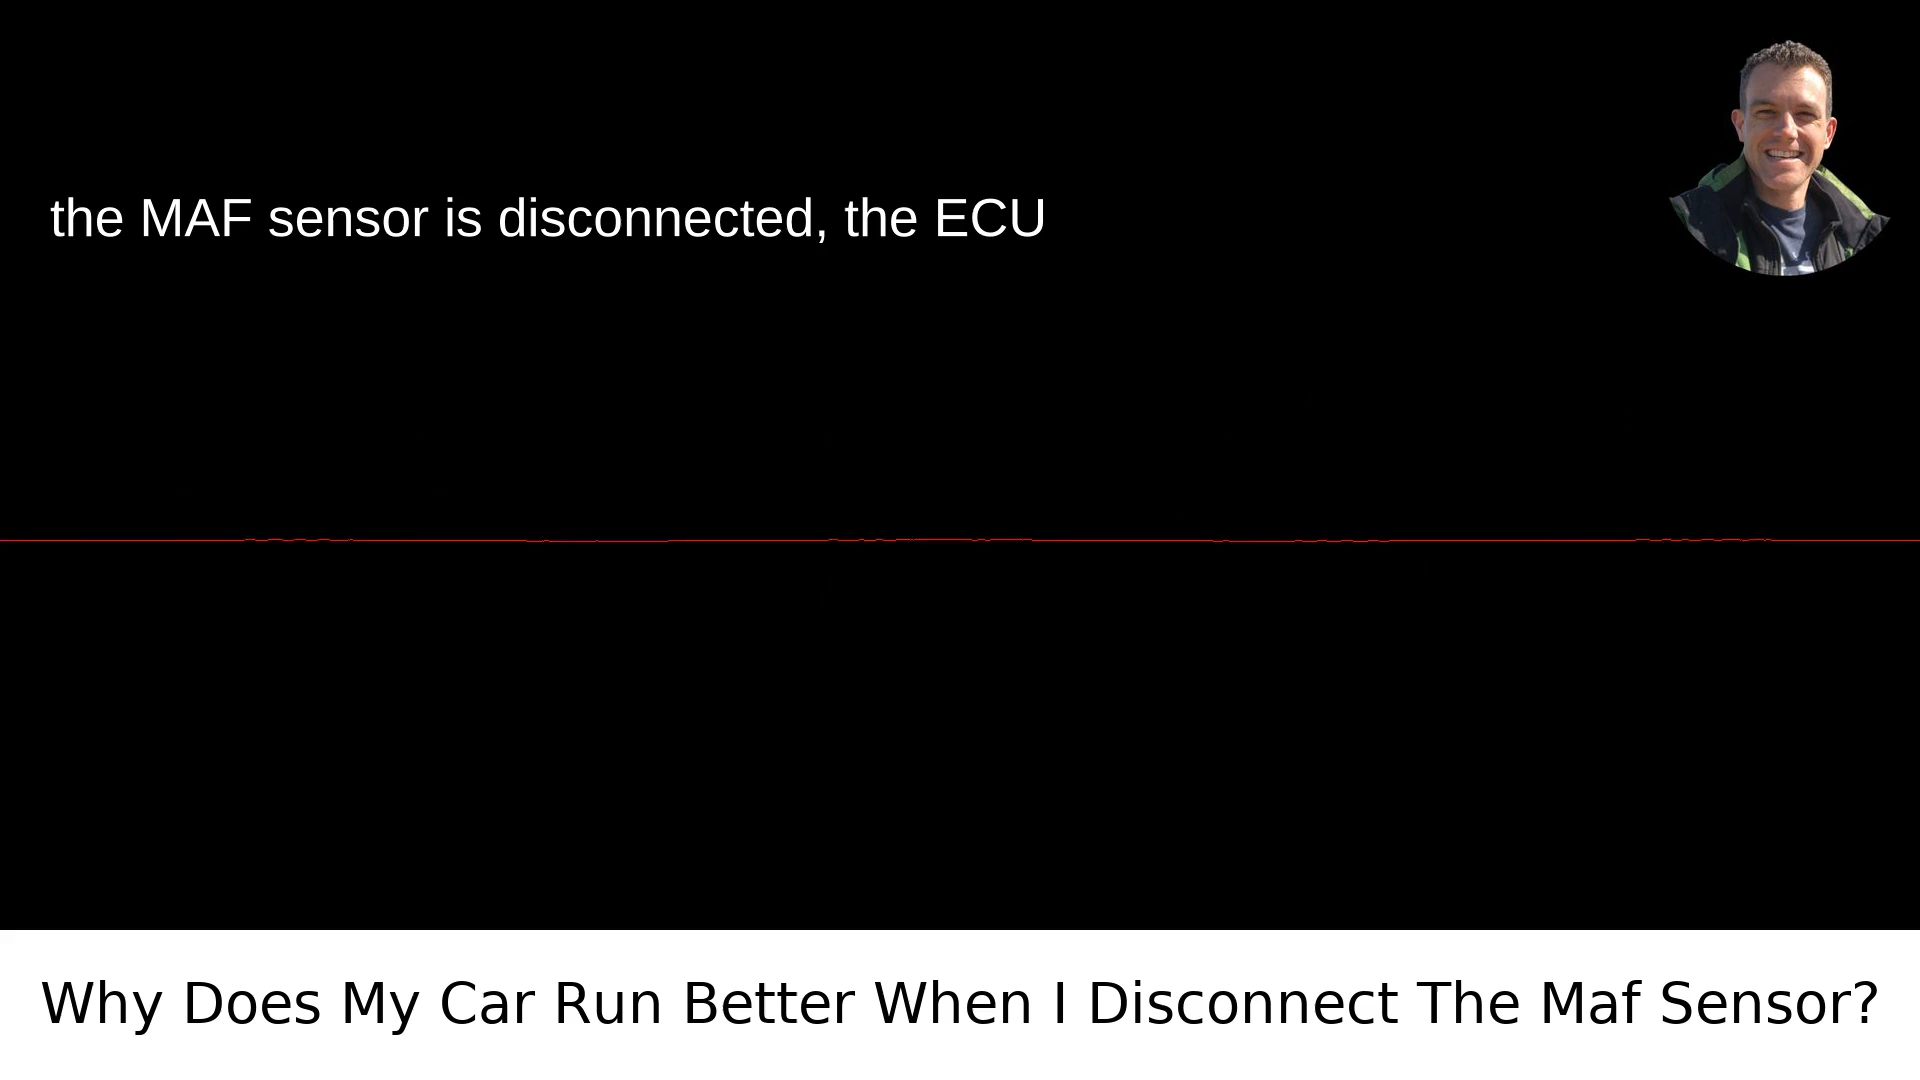 the MAF sensor is disconnected, the ECU
Why Does My Car Run Better When I Disconnect The Maf Sensor?